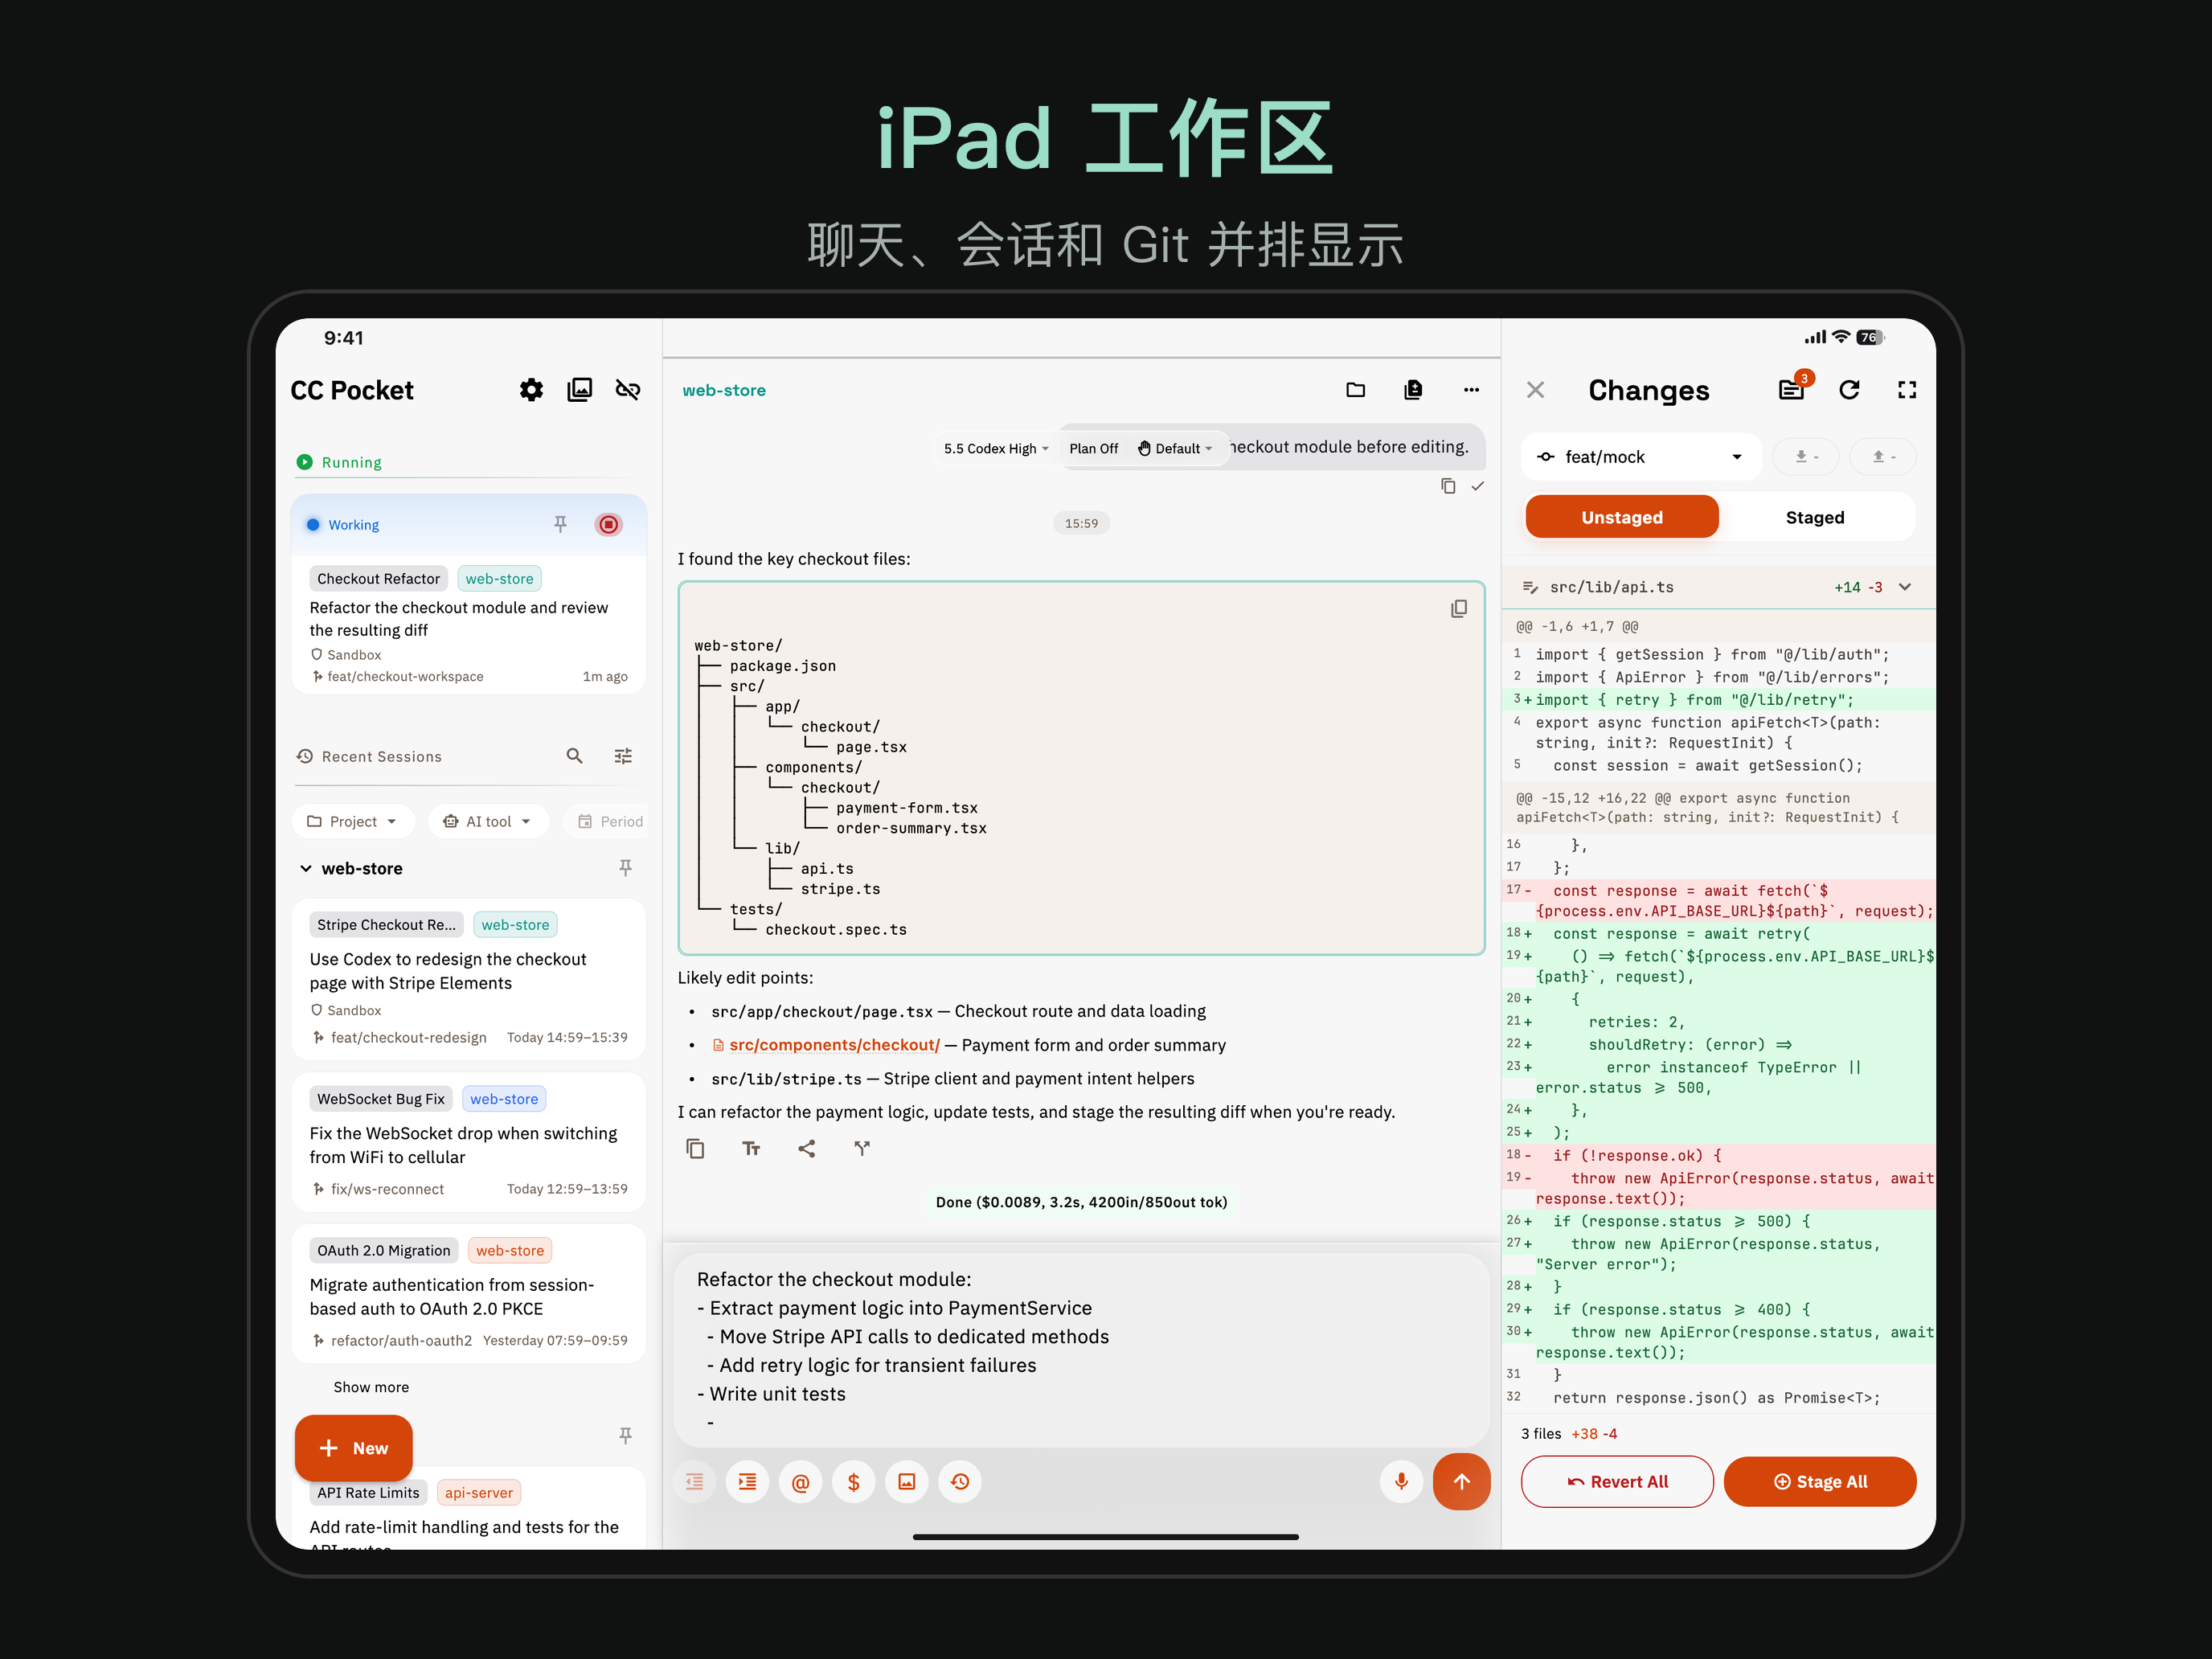 iPad 工作区
聊天、会话和 Git 并排显示
9:41
76
CC Pocket
Running
Working
Checkout Refactor
web-store
Refactor the checkout module and review
the resulting diff
Sandbox
feat/checkout-workspace
1m ago
Recent Sessions
Project
AI tool
Period
web-store
Stripe Checkout Re...
web-store
Use Codex to redesign the checkout
page with Stripe Elements
Sandbox
feat/checkout-redesign
Today 14:59–15:39
WebSocket Bug Fix
web-store
Fix the WebSocket drop when switching
from WiFi to cellular
fix/ws-reconnect
Today 12:59–13:59
OAuth 2.0 Migration
web-store
Migrate authentication from session-
based auth to OAuth 2.0 PKCE
refactor/auth-oauth2
Yesterday 07:59–09:59
Show more
+ New
API Rate Limits
api-server
Add rate-limit handling and tests for the
API routes
web-store
5.5 Codex High
Plan Off
Default
heckout module before editing.
15:59
I found the key checkout files:
web-store/
├── package.json
├── src/
│   ├── app/
│   │   └── checkout/
│   │       └── page.tsx
│   ├── components/
│   │   └── checkout/
│   │       ├── payment-form.tsx
│   │       └── order-summary.tsx
│   └── lib/
│       ├── api.ts
│       └── stripe.ts
└── tests/
    └── checkout.spec.ts
Likely edit points:
• src/app/checkout/page.tsx — Checkout route and data loading
• src/components/checkout/ — Payment form and order summary
• src/lib/stripe.ts — Stripe client and payment intent helpers
I can refactor the payment logic, update tests, and stage the resulting diff when you're ready.
Done ($0.0089, 3.2s, 4200in/850out tok)
Refactor the checkout module:
- Extract payment logic into PaymentService
  - Move Stripe API calls to dedicated methods
  - Add retry logic for transient failures
- Write unit tests
  -
@
$
Changes
3
feat/mock
-
-
Unstaged
Staged
src/lib/api.ts
+14 -3
@@ -1,6 +1,7 @@
1 import { getSession } from "@/lib/auth";
2 import { ApiError } from "@/lib/errors";
3 + import { retry } from "@/lib/retry";
4 export async function apiFetch<T>(path:
string, init?: RequestInit) {
5   const session = await getSession();
@@ -15,12 +16,22 @@ export async function
apiFetch<T>(path: string, init?: RequestInit) {
16     },
17   };
17 -   const response = await fetch(`$
{process.env.API_BASE_URL}${path}`, request);
18 +   const response = await retry(
19 +     () => fetch(`${process.env.API_BASE_URL}$
{path}`, request),
20 +     {
21 +       retries: 2,
22 +       shouldRetry: (error) =>
23 +         error instanceof TypeError ||
error.status >= 500,
24 +     },
25 +   );
18 -   if (!response.ok) {
19 -     throw new ApiError(response.status, await
response.text());
26 +   if (response.status >= 500) {
27 +     throw new ApiError(response.status,
"Server error");
28 +   }
29 +   if (response.status >= 400) {
30 +     throw new ApiError(response.status, await
response.text());
31   }
32   return response.json() as Promise<T>;
3 files +38 -4
Revert All
Stage All